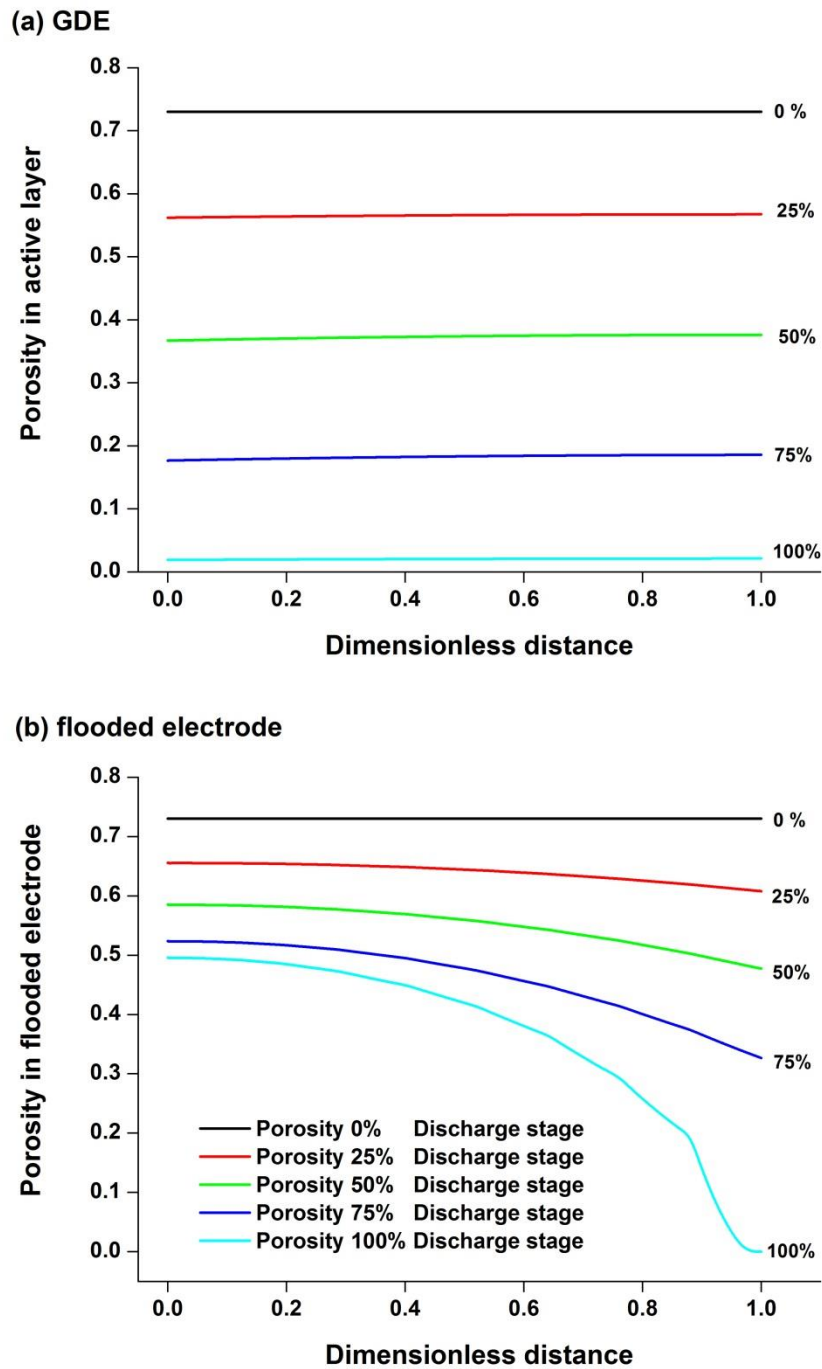 (a) GDE
0.8
0.7
0.6
0.5
0.4
0.3
0.2
0.1
0.0
Porosity in active layer
0 %
25%
50%
75%
100%
0.0 0.2 0.4 0.6 0.8 1.0
Dimensionless distance
(b) flooded electrode
0.8
0.7
0.6
0.5
0.4
0.3
0.2
0.1
0.0
Porosity in flooded electrode
0 %
25%
50%
75%
100%
Porosity 0% Discharge stage
Porosity 25% Discharge stage
Porosity 50% Discharge stage
Porosity 75% Discharge stage
Porosity 100% Discharge stage
0.0 0.2 0.4 0.6 0.8 1.0
Dimensionless distance